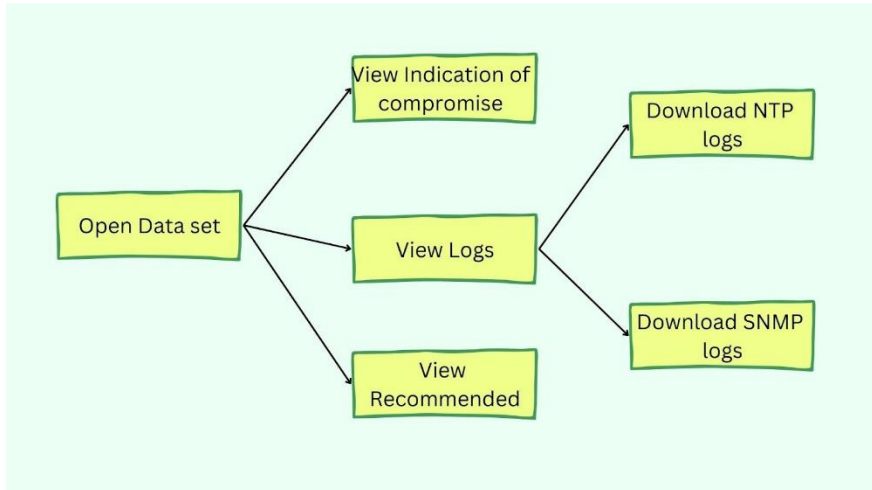 View Indication of
compromise
Download NTP
logs
Open Data set
View Logs
Download SNMP
logs
View
Recommended